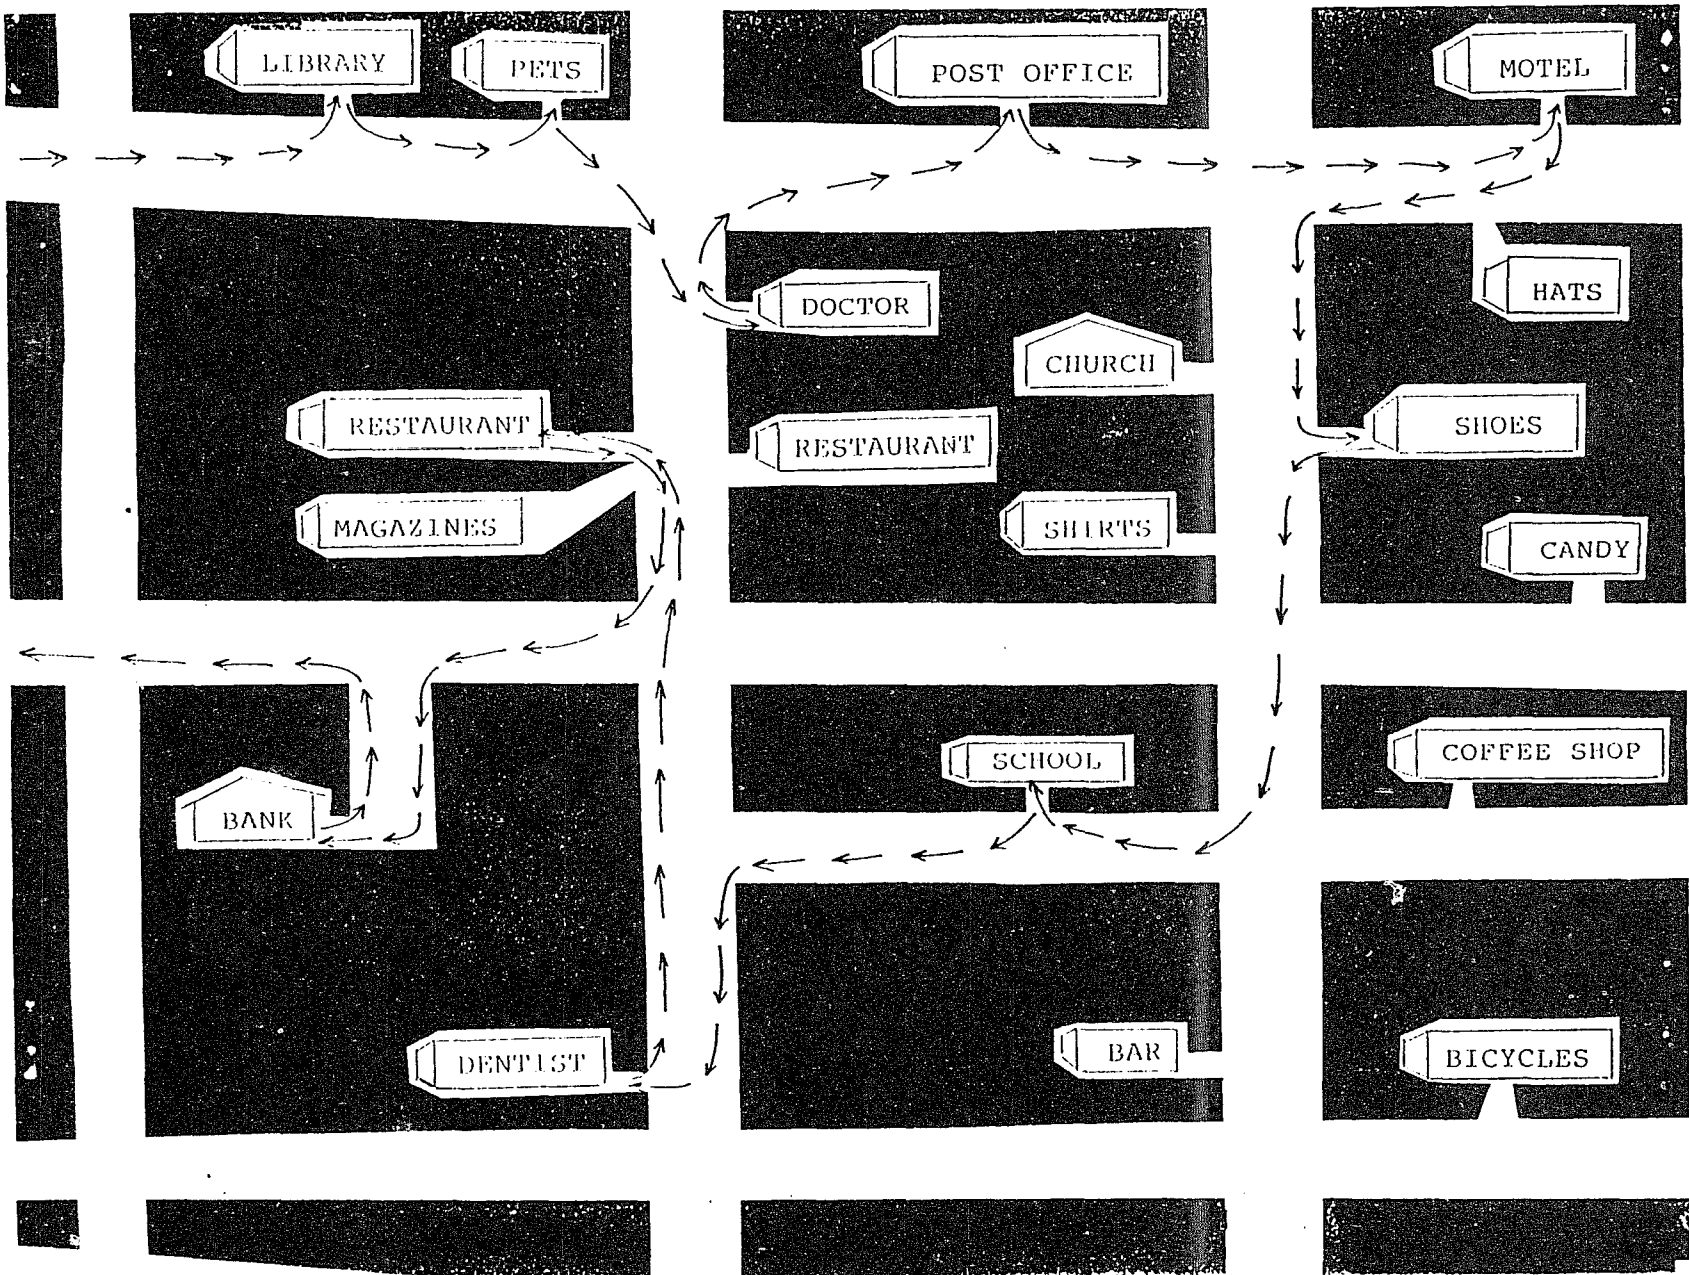 LIBRARY
PETS
POST OFFICE
MOTEL
DOCTOR
HATS
CHURCH
RESTAURANT
RESTAURANT
SHOES
MAGAZINES
SHIRTS
CANDY
SCHOOL
COFFEE SHOP
BANK
DENTIST
BAR
BICYCLES